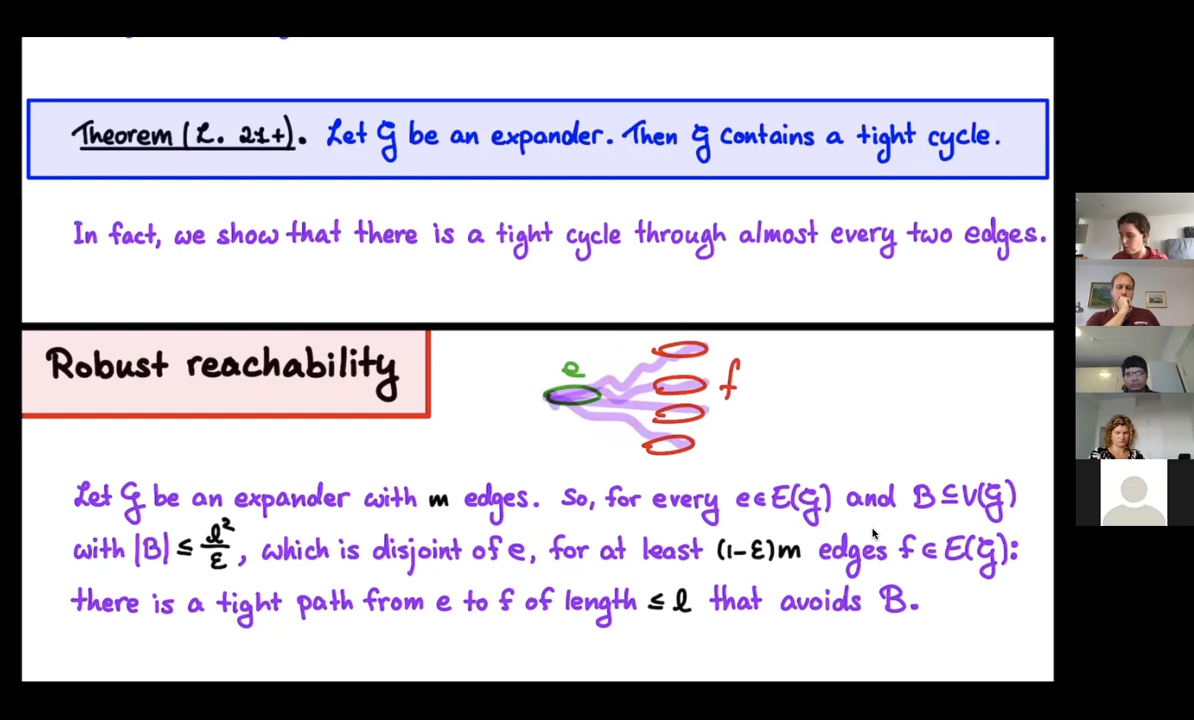 Theorem (L. 21+). Let G be an expander. Then G contains a tight cycle.
In fact, we show that there is a tight cycle through almost every two edges.
Robust reachability
e
f
Let G be an expander with m edges. So, for every e∈E(G) and B⊆V(G)
with |B| ≤ ℓ²/ε, which is disjoint of e, for at least (1-ε)m edges f∈E(G):
there is a tight path from e to f of length ≤ ℓ that avoids B.